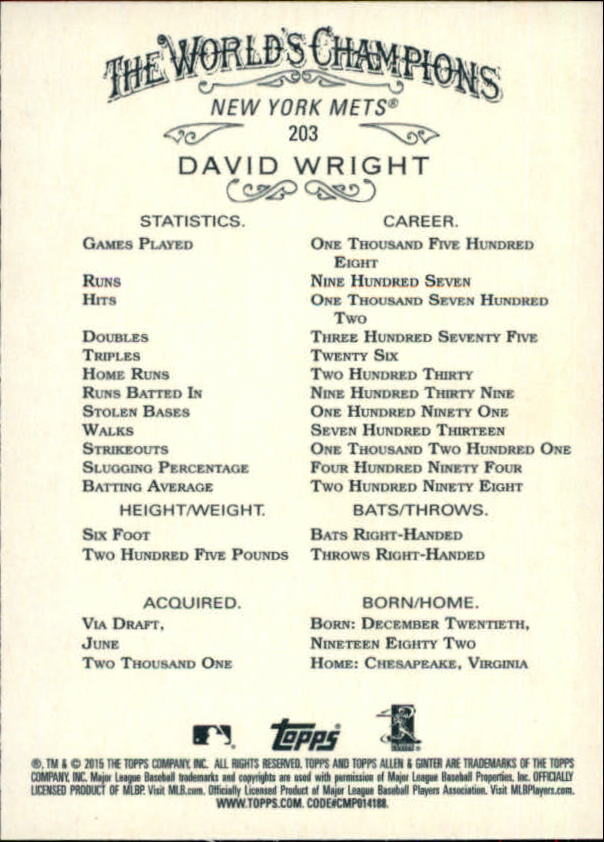 THE WORLD'S CHAMPIONS
NEW YORK METS®
203
DAVID WRIGHT
STATISTICS. CAREER.
GAMES PLAYED ONE THOUSAND FIVE HUNDRED
EIGHT
RUNS NINE HUNDRED SEVEN
HITS ONE THOUSAND SEVEN HUNDRED
TWO
DOUBLES THREE HUNDRED SEVENTY FIVE
TRIPLES TWENTY SIX
HOME RUNS TWO HUNDRED THIRTY
RUNS BATTED IN NINE HUNDRED THIRTY NINE
STOLEN BASES ONE HUNDRED NINETY ONE
WALKS SEVEN HUNDRED THIRTEEN
STRIKEOUTS ONE THOUSAND TWO HUNDRED ONE
SLUGGING PERCENTAGE FOUR HUNDRED NINETY FOUR
BATTING AVERAGE TWO HUNDRED NINETY EIGHT
HEIGHT/WEIGHT. BATS/THROWS.
SIX FOOT BATS RIGHT-HANDED
TWO HUNDRED FIVE POUNDS THROWS RIGHT-HANDED
ACQUIRED. BORN/HOME.
VIA DRAFT, BORN: DECEMBER TWENTIETH,
JUNE NINETEEN EIGHTY TWO
TWO THOUSAND ONE HOME: CHESAPEAKE, VIRGINIA
topps
®, TM & © 2015 THE TOPPS COMPANY, INC. ALL RIGHTS RESERVED. TOPPS AND TOPPS ALLEN & GINTER ARE TRADEMARKS OF THE TOPPS
COMPANY, INC. Major League Baseball trademarks and copyrights are used with permission of Major League Baseball Properties, Inc. OFFICIALLY
LICENSED PRODUCT OF MLBP. Visit MLB.com. Officially Licensed Product of Major League Baseball Players Association. Visit MLBPlayers.com.
WWW.TOPPS.COM. CODE#CMP014188.